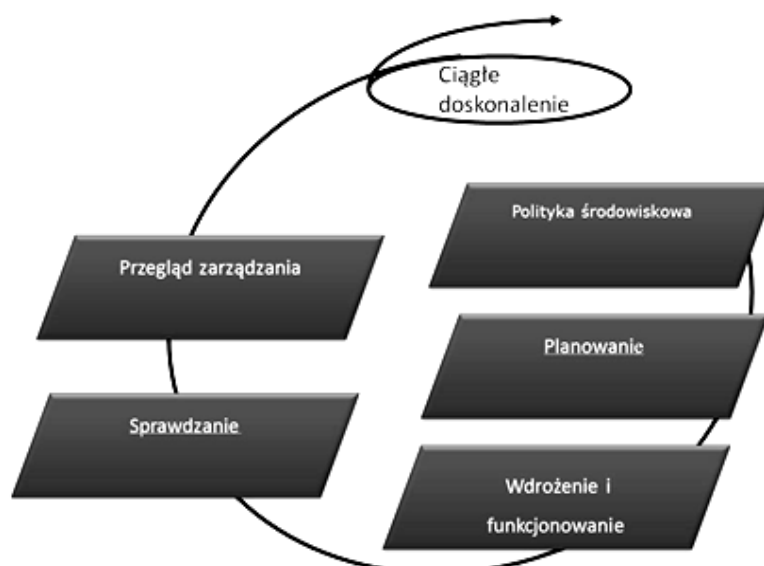 Ciągłe
doskonalenie
Polityka środowiskowa
Przegląd zarządzania
Planowanie
Sprawdzanie
Wdrożenie i
funkcjonowanie